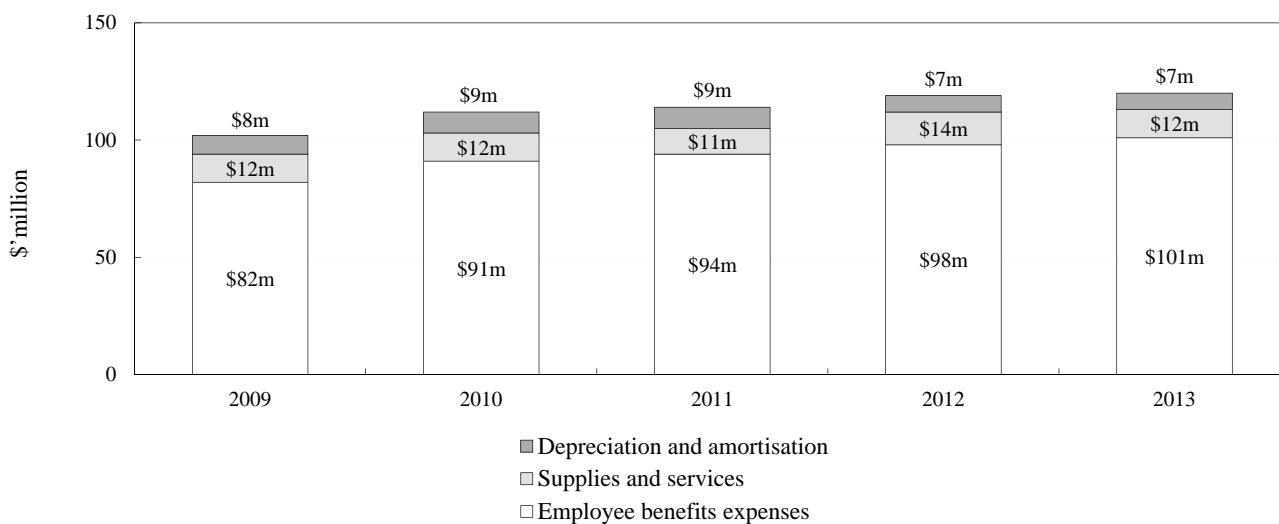 150
100
50
0
$'million
$8m
$9m
$9m
$7m
$7m
$12m
$12m
$11m
$14m
$12m
$82m
$91m
$94m
$98m
$101m
2009
2010
2011
2012
2013
Depreciation and amortisation
Supplies and services
Employee benefits expenses